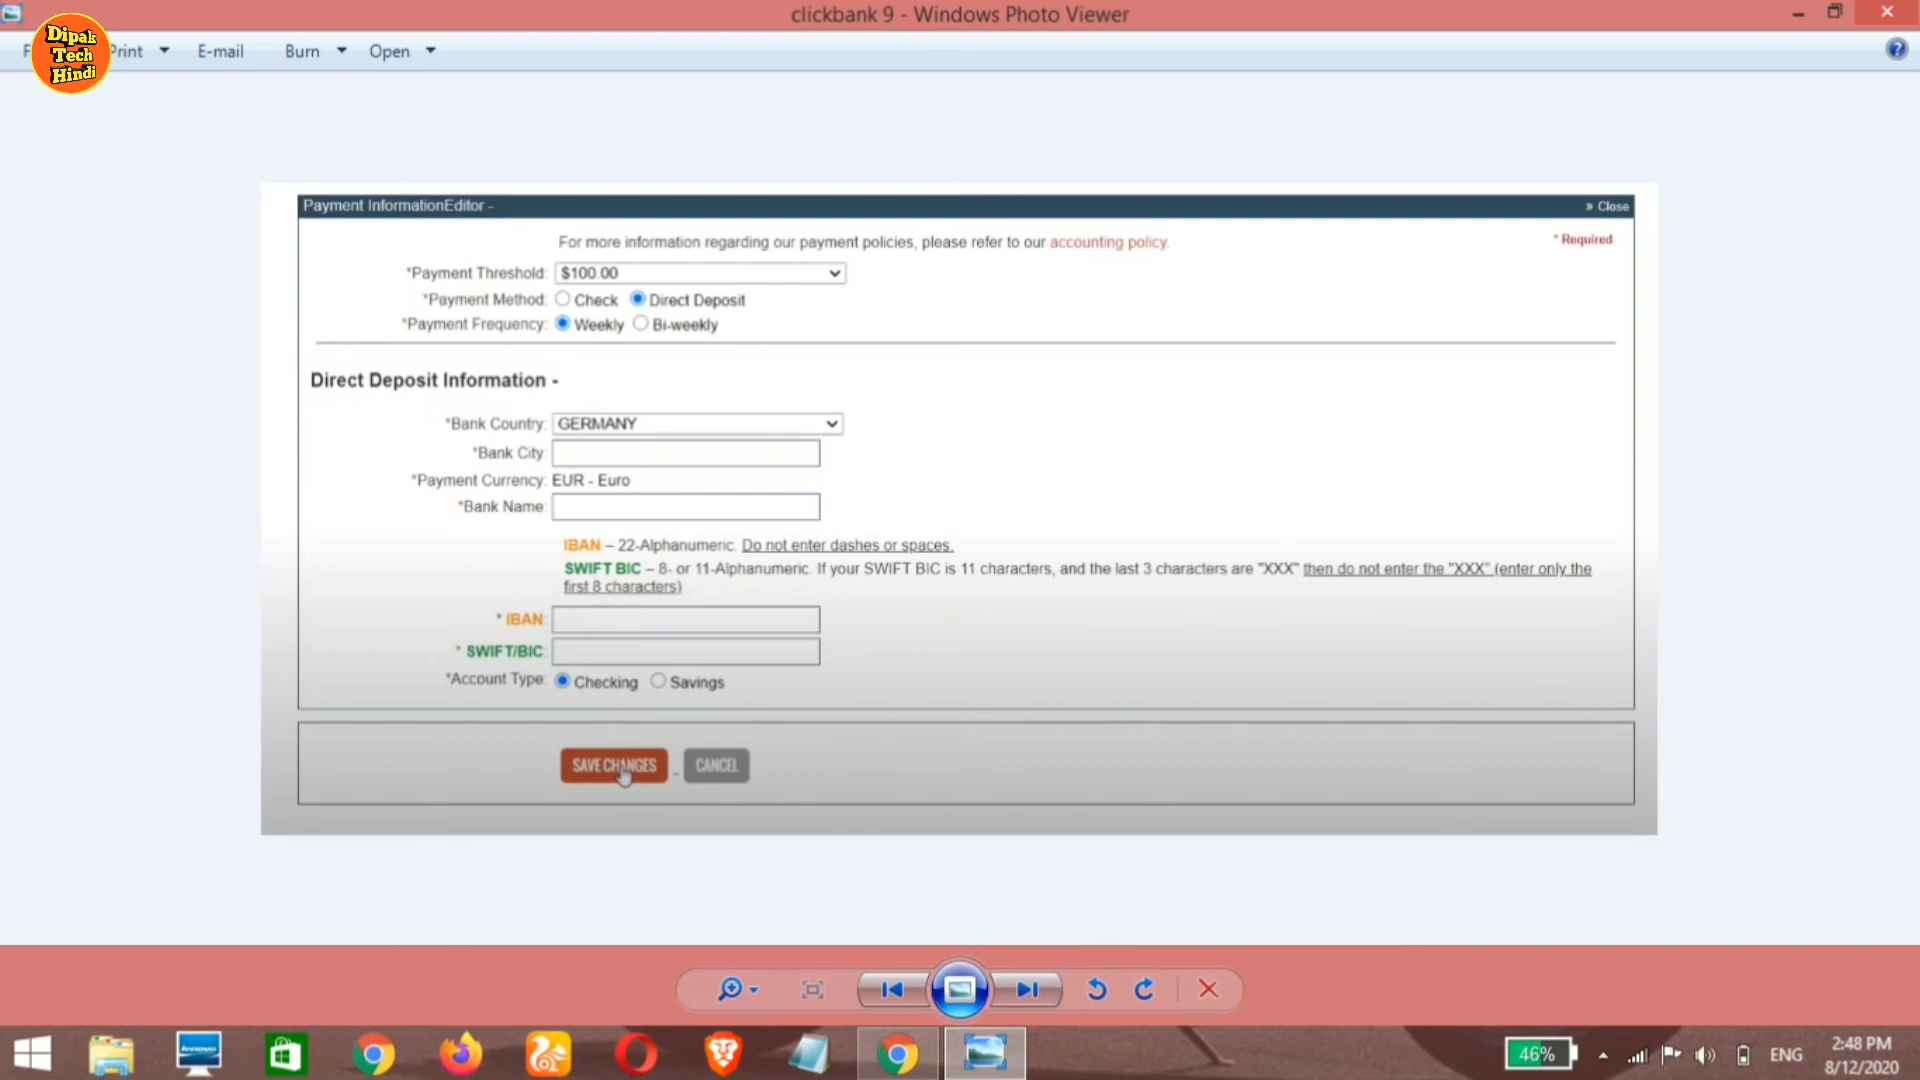 clickbank 9 - Windows Photo Viewer
Dipak
Tech
Hindi
Print E-mail Burn Open
Payment InformationEditor - » Close
For more information regarding our payment policies, please refer to our accounting policy. * Required
*Payment Threshold: $100.00
*Payment Method: Check Direct Deposit
*Payment Frequency: Weekly Bi-weekly
Direct Deposit Information -
*Bank Country: GERMANY
*Bank City:
*Payment Currency: EUR - Euro
*Bank Name:
IBAN – 22-Alphanumeric. Do not enter dashes or spaces.
SWIFT BIC – 8- or 11-Alphanumeric. If your SWIFT BIC is 11 characters, and the last 3 characters are "XXX" then do not enter the "XXX" (enter only the
first 8 characters)
* IBAN:
* SWIFT/BIC:
*Account Type: Checking Savings
SAVE CHANGES - CANCEL
lenovo
46% ENG 2:48 PM
8/12/2020